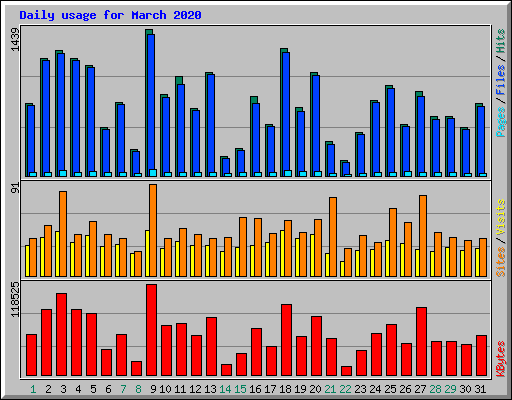 Daily usage for March 2020
1439
Pages / Files / Hits
91
Sites / Visits
118525
KBytes
1 2 3 4 5 6 7 8 9 10 11 12 13 14 15 16 17 18 19 20 21 22 23 24 25 26 27 28 29 30 31